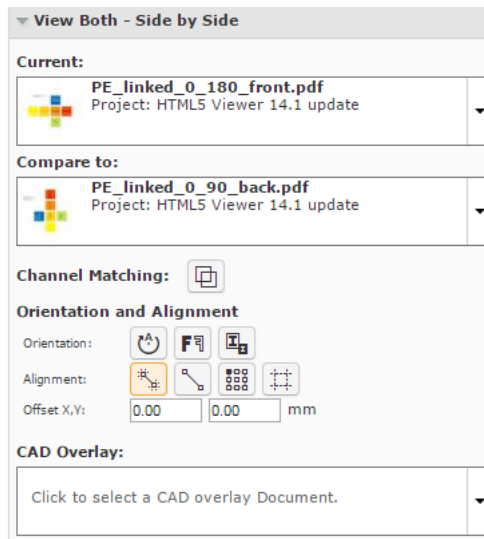 View Both - Side by Side
Current:
PE_linked_0_180_front.pdf
Project: HTML5 Viewer 14.1 update
Compare to:
PE_linked_0_90_back.pdf
Project: HTML5 Viewer 14.1 update
Channel Matching:
Orientation and Alignment
Orientation:
Alignment:
Offset X,Y: 0.00 0.00 mm
CAD Overlay:
Click to select a CAD overlay Document.